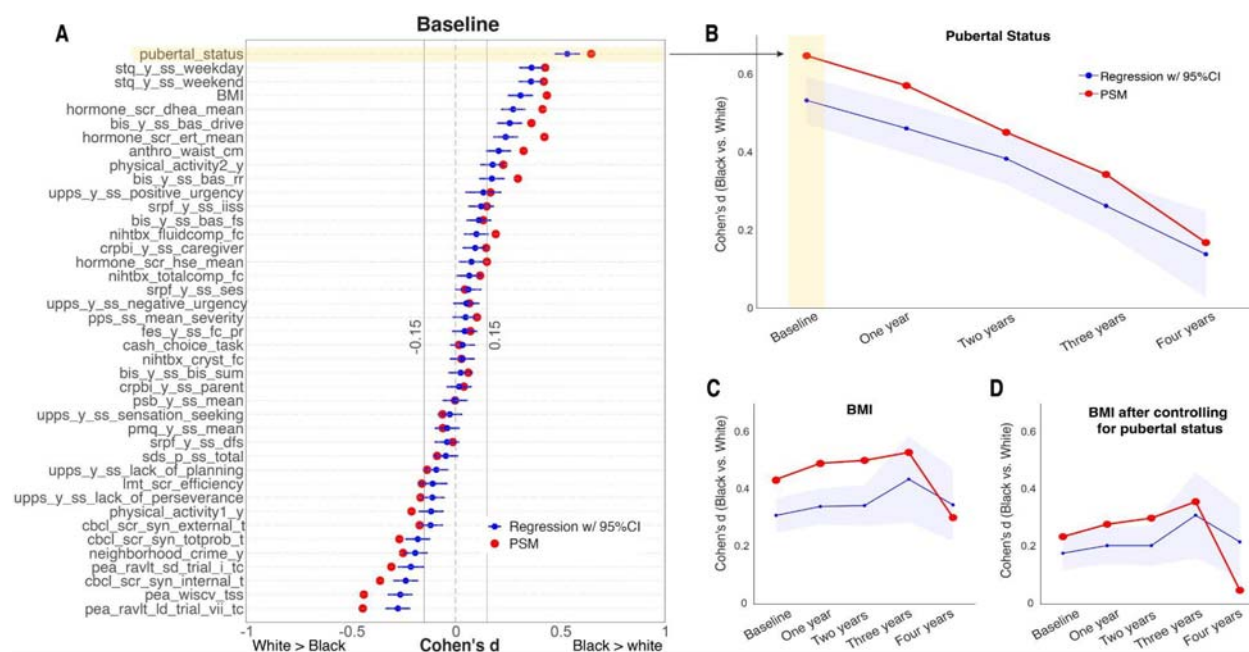 A
Baseline
pubertal_status
stq_y_ss_weekday
stq_y_ss_weekend
BMI
hormone_scr_dhea_mean
bis_y_ss_bas_drive
hormone_scr_ert_mean
anthro_waist_cm
physical_activity2_y
bis_y_ss_bas_rr
upps_y_ss_positive_urgency
srpf_y_ss_iiss
bis_y_ss_bas_fs
nihtbx_fluidcomp_fc
crpbi_y_ss_caregiver
hormone_scr_hse_mean
nihtbx_totalcomp_fc
srpf_y_ss_ses
upps_y_ss_negative_urgency
pps_ss_mean_severity
fes_y_ss_fc_pr
cash_choice_task
nihtbx_cryst_fc
bis_y_ss_bis_sum
crpbi_y_ss_parent
psb_y_ss_mean
upps_y_ss_sensation_seeking
pmq_y_ss_mean
srpf_y_ss_dfs
sds_p_ss_total
upps_y_ss_lack_of_planning
lmt_scr_efficiency
upps_y_ss_lack_of_perseverance
physical_activity1_y
cbcl_scr_syn_external_t
cbcl_scr_syn_totprob_t
neighborhood_crime_y
pea_ravlt_sd_trial_i_tc
cbcl_scr_syn_internal_t
pea_wiscv_tss
pea_ravlt_ld_trial_vii_tc
-0.15
0.15
Regression w/ 95%CI
PSM
-1
-0.5
0
0.5
1
White > Black
Cohen's d
Black > white
B
Pubertal Status
Regression w/ 95%CI
PSM
Cohen's d (Black vs. White)
0.6
0.4
0.2
0
Baseline
One year
Two years
Three years
Four years
C
BMI
Cohen's d (Black vs. White)
0.6
0.4
0.2
0
Baseline
One year
Two years
Three years
Four years
D
BMI after controlling
for pubertal status
Cohen's d (Black vs. White)
0.6
0.4
0.2
0
Baseline
One year
Two years
Three years
Four years